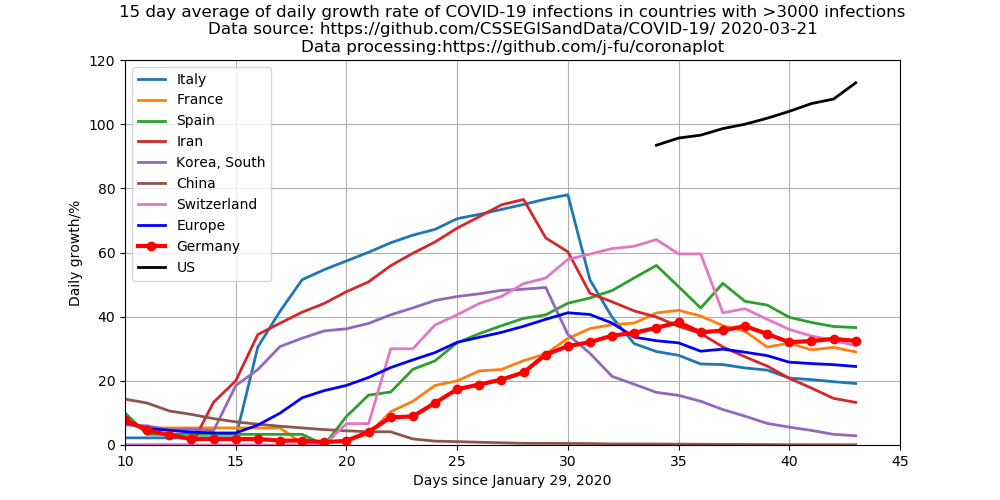 15 day average of daily growth rate of COVID-19 infections in countries with >3000 infections
Data source: https://github.com/CSSEGISandData/COVID-19/ 2020-03-21
Data processing:https://github.com/j-fu/coronaplot
120
100
80
60
40
20
0
Daily growth/%
Italy
France
Spain
Iran
Korea, South
China
Switzerland
Europe
Germany
US
10 15 20 25 30 35 40 45
Days since January 29, 2020